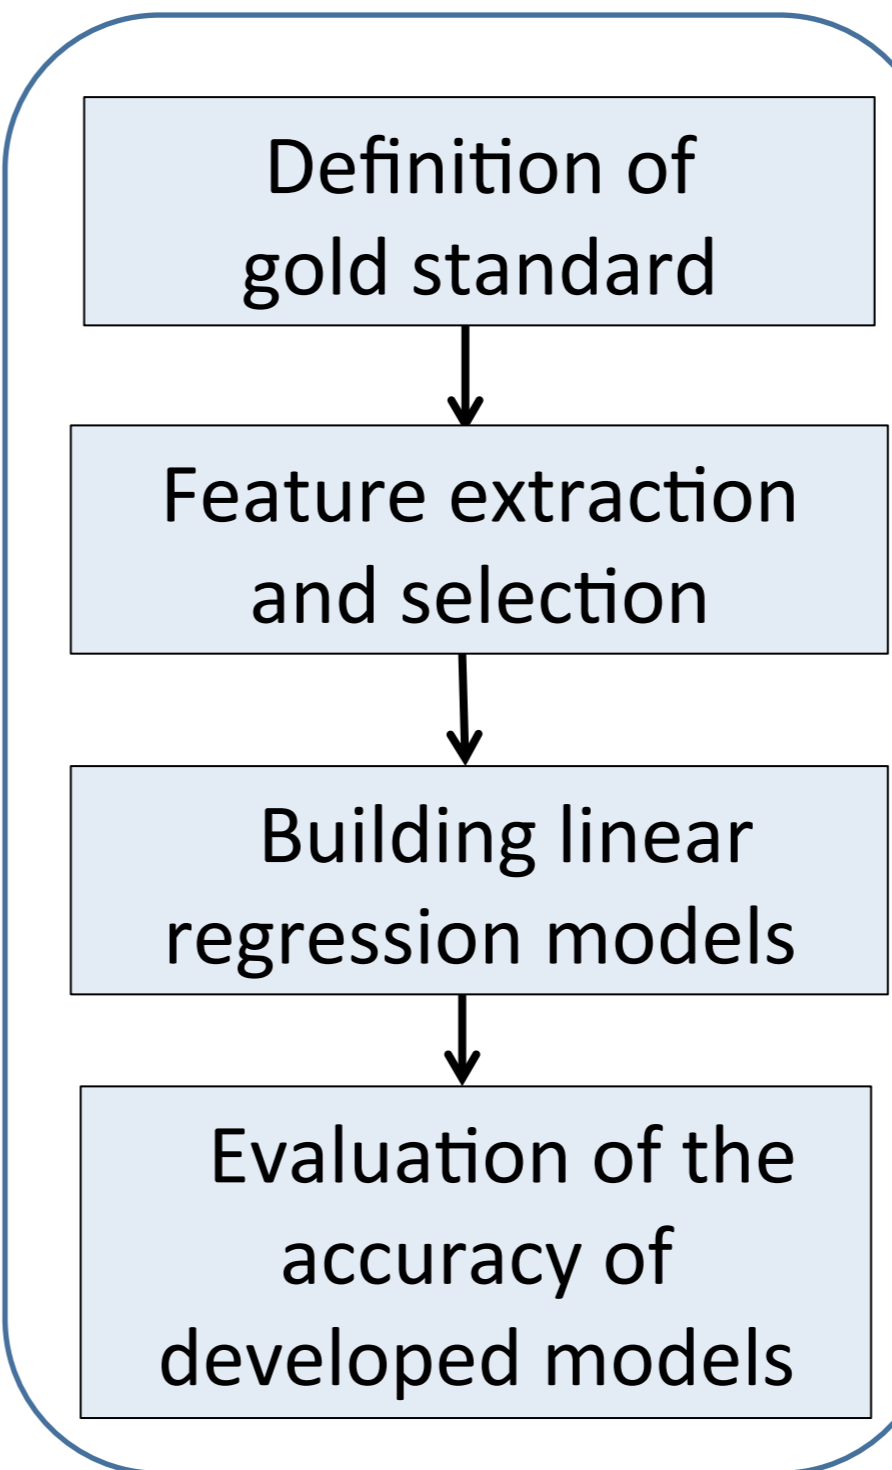 Definition of
gold standard
Feature extraction
and selection
Building linear
regression models
Evaluation of the
accuracy of
developed models